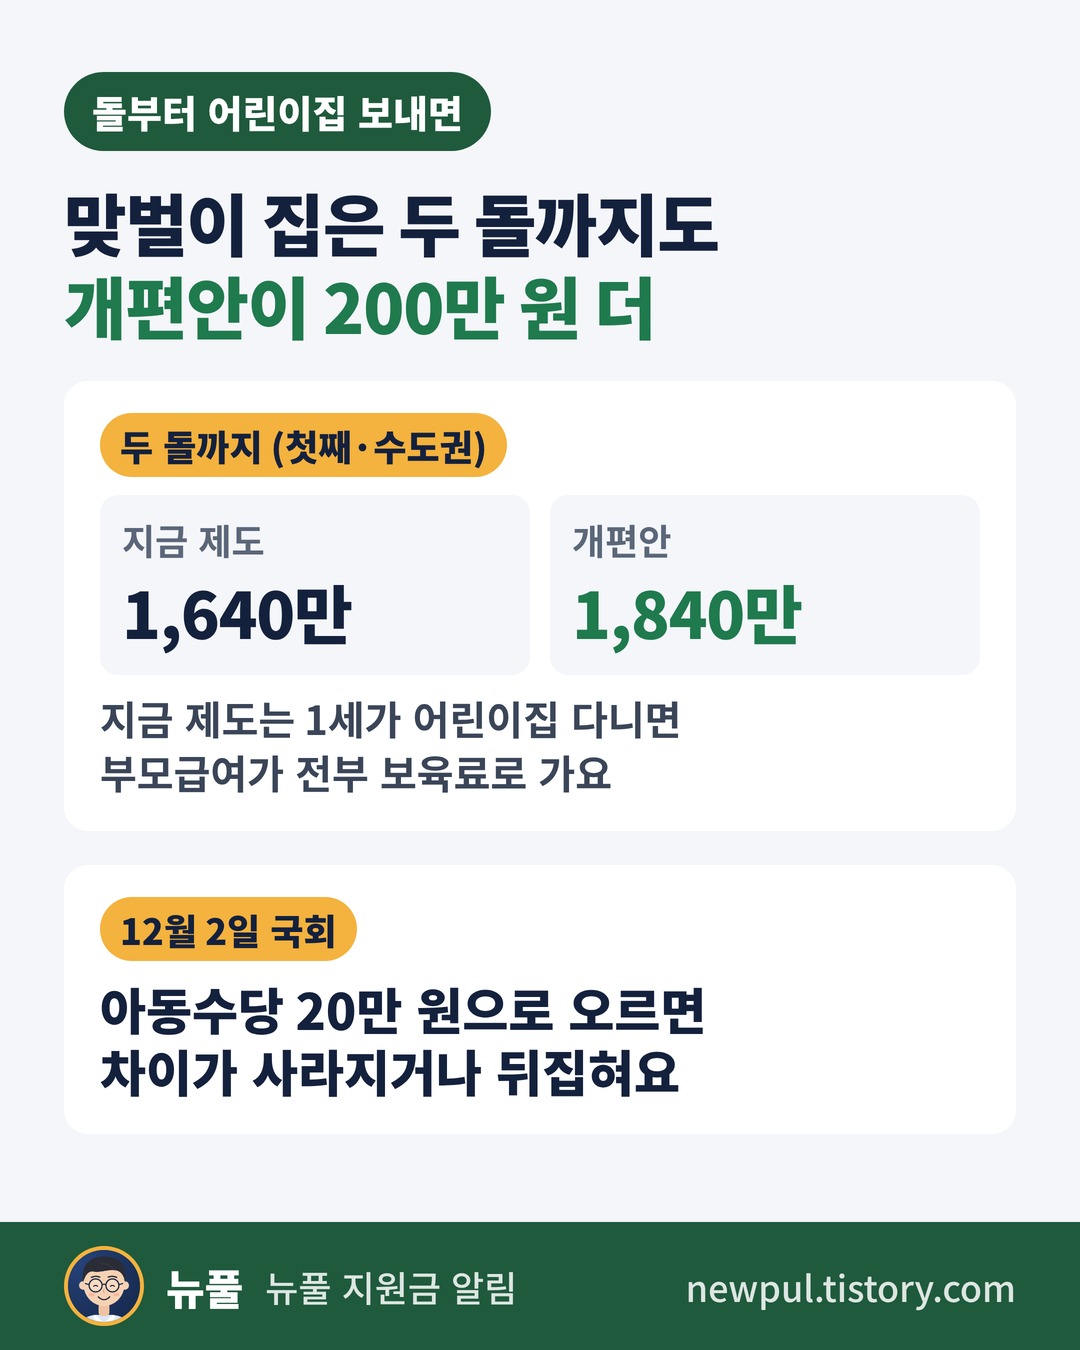 돌부터 어린이집 보내면
맞벌이 집은 두 돌까지도
개편안이 200만 원 더
두 돌까지 (첫째·수도권)
지금 제도
1,640만
개편안
1,840만
지금 제도는 1세가 어린이집 다니면
부모급여가 전부 보육료로 가요
12월 2일 국회
아동수당 20만 원으로 오르면
차이가 사라지거나 뒤집혀요
뉴풀 뉴풀 지원금 알림 newpul.tistory.com